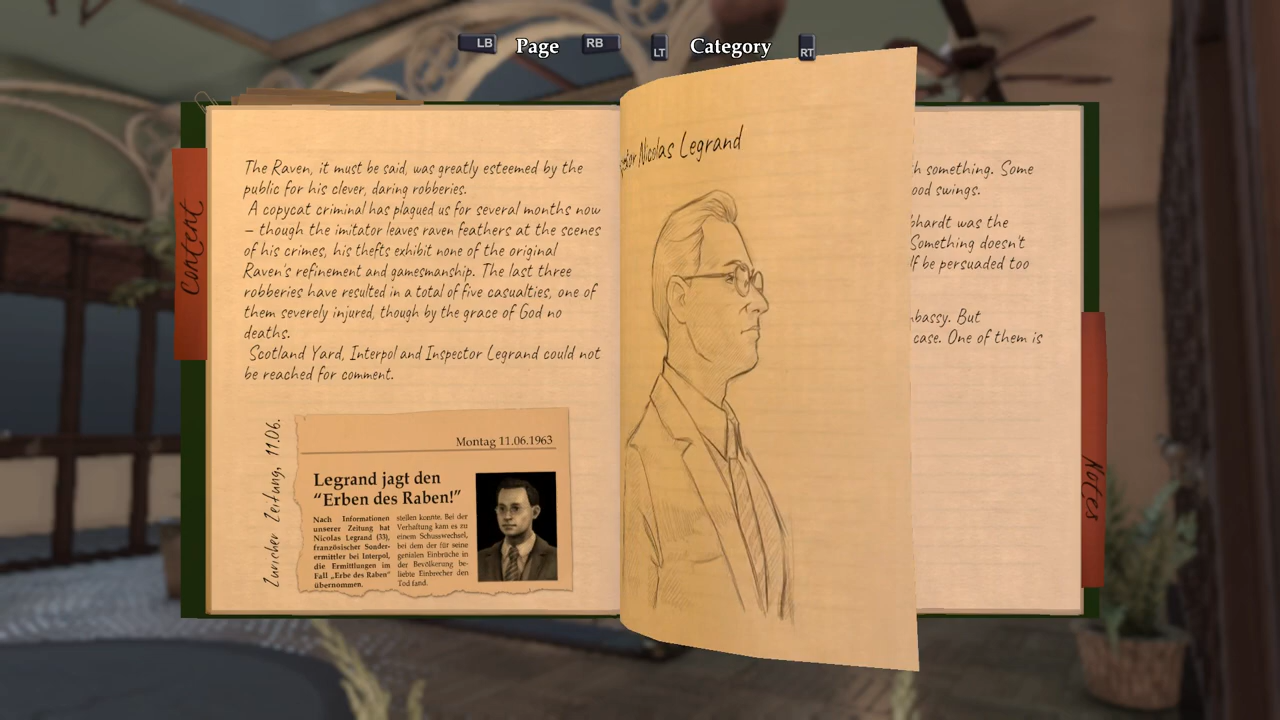 LB Page RB LT Category RT
content
The Raven, it must be said, was greatly esteemed by the
public for his clever, daring robberies.
A copycat criminal has plagued us for several months now
– though the imitator leaves raven feathers at the scenes
of his crimes, his thefts exhibit none of the original
Raven's refinement and gamesmanship. The last three
robberies have resulted in a total of five casualties, one of
them severely injured, though by the grace of God no
deaths.
Scotland Yard, Interpol and Inspector Legrand could not
be reached for comment.
Züricher Zeitung, 11.06.
Montag 11.06.1963
Legrand jagt den
“Erben des Raben!”
Nach Informationen
unserer Zeitung hat
Nicolas Legrand (33),
französischer Sonder-
ermittler bei Interpol,
die Ermittlungen im
Fall „Erbe des Raben“
übernommen.
stellen konnte. Bei der
Verhaftung kam es zu
einem Schusswechsel,
bei dem der für seine
genialen Einbrüche in
der Bevölkerung be-
liebte Einbrecher den
Tod fand.
Nicolas Legrand
h something. Some
ood swings.
bhardt was the
Something doesn't
lf be persuaded too
nbassy. But
case. One of them is
Notes